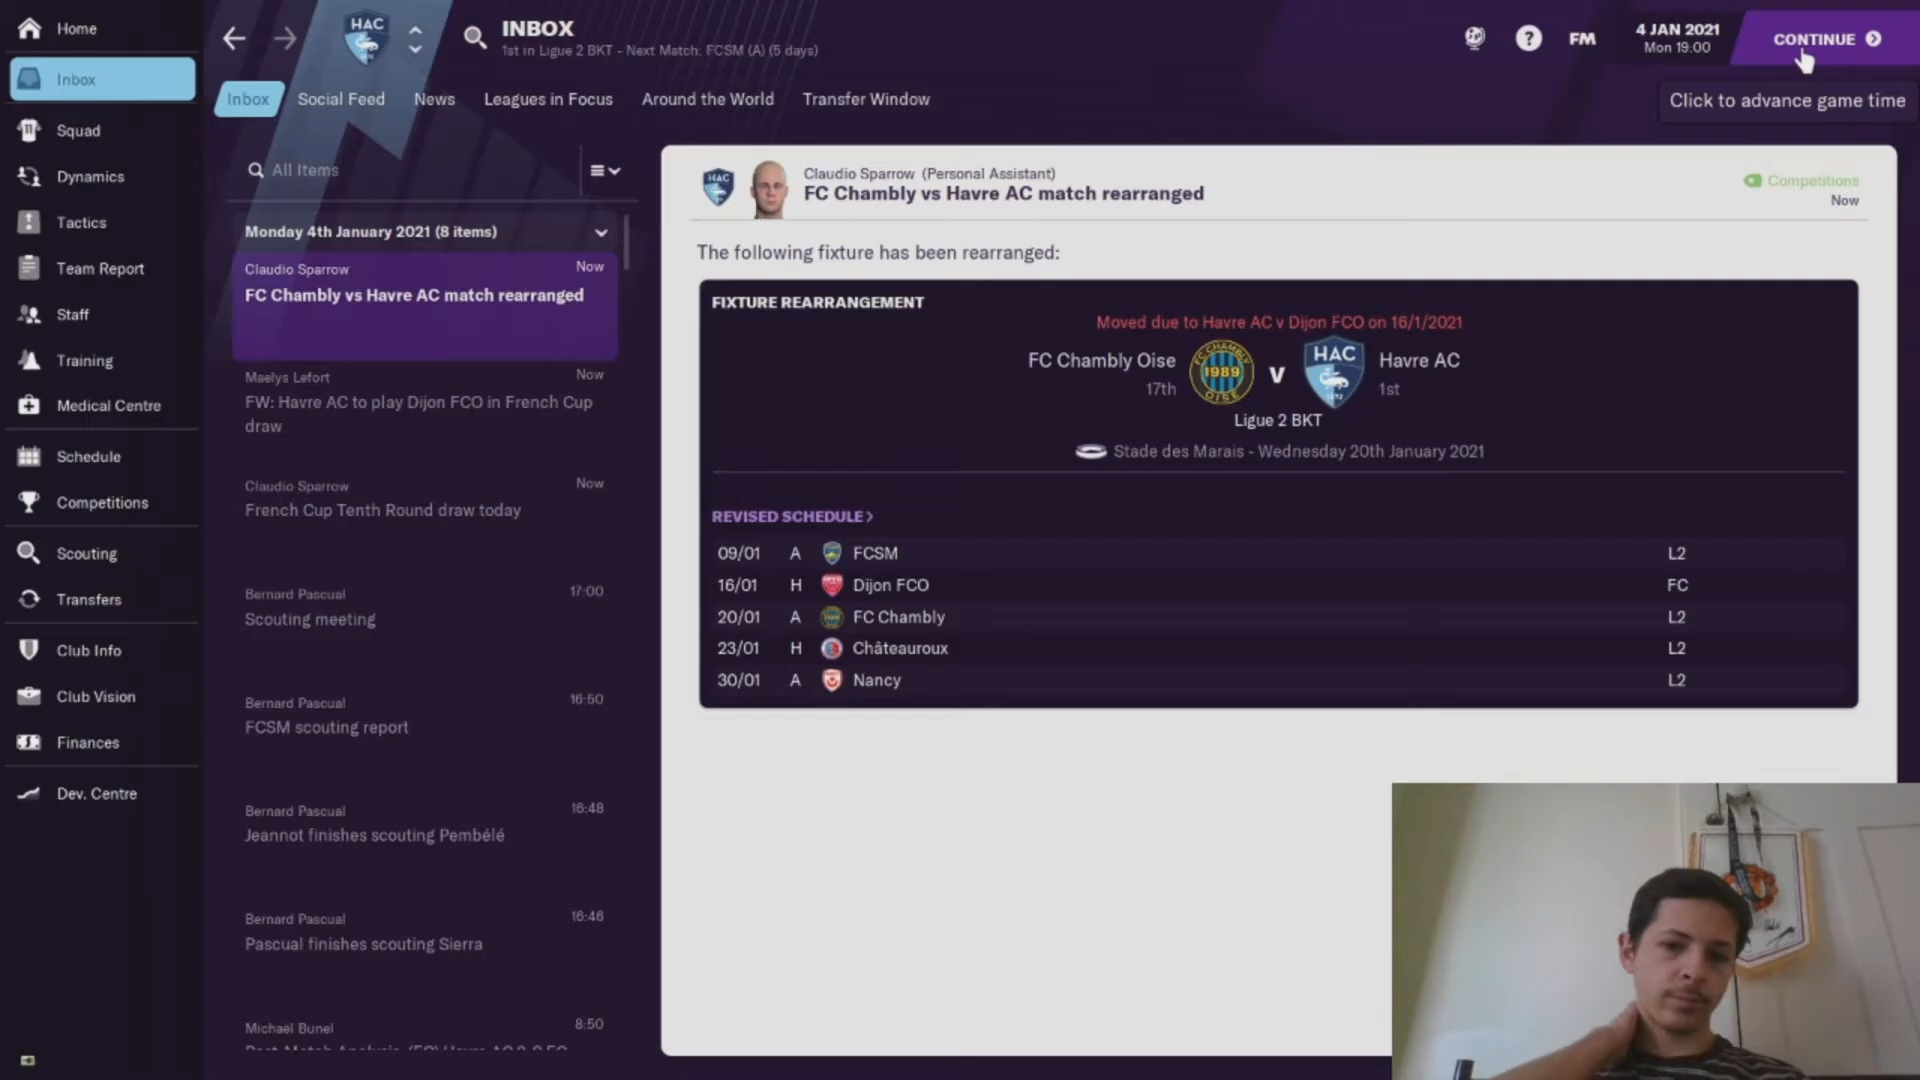 Home
Inbox
Squad
Dynamics
Tactics
Team Report
Staff
Training
Medical Centre
Schedule
Competitions
Scouting
Transfers
Club Info
Club Vision
Finances
Dev. Centre
HAC
INBOX
1st in Ligue 2 BKT - Next Match: FCSM (A) (5 days)
FM
4 JAN 2021
Mon 19:00
CONTINUE
Click to advance game time
Inbox
Social Feed
News
Leagues in Focus
Around the World
Transfer Window
All Items
Monday 4th January 2021 (8 items)
Claudio Sparrow
Now
FC Chambly vs Havre AC match rearranged
Maelys Lefort
Now
FW: Havre AC to play Dijon FCO in French Cup
draw
Claudio Sparrow
Now
French Cup Tenth Round draw today
Bernard Pascual
17:00
Scouting meeting
Bernard Pascual
16:50
FCSM scouting report
Bernard Pascual
16:48
Jeannot finishes scouting Pembélé
Bernard Pascual
16:46
Pascual finishes scouting Sierra
Michaël Bunel
8:50
HAC
Claudio Sparrow (Personal Assistant)
FC Chambly vs Havre AC match rearranged
Competitions
Now
The following fixture has been rearranged:
FIXTURE REARRANGEMENT
Moved due to Havre AC v Dijon FCO on 16/1/2021
FC Chambly Oise
17th
FC CHAMBLY
1989
OISE
V
HAC
1872
Havre AC
1st
Ligue 2 BKT
Stade des Marais - Wednesday 20th January 2021
REVISED SCHEDULE>
09/01 A FCSM L2
16/01 H Dijon FCO FC
20/01 A FC Chambly L2
23/01 H Châteauroux L2
30/01 A Nancy L2